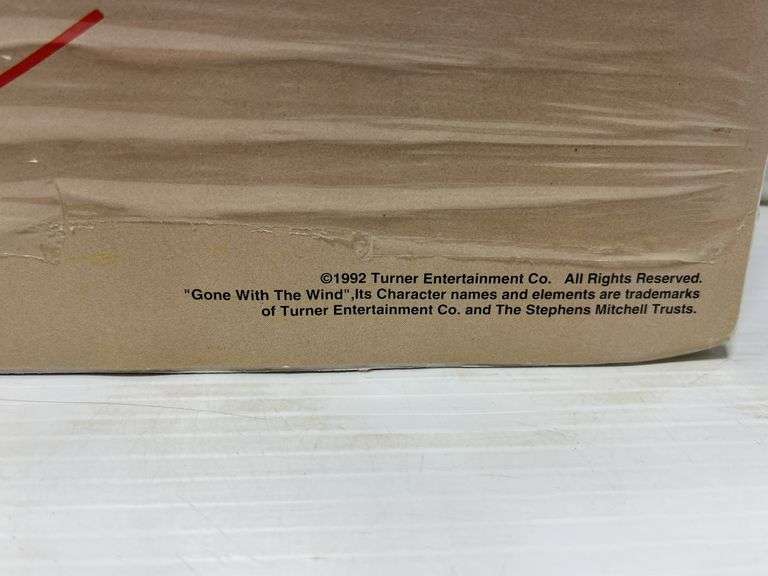 ©1992 Turner Entertainment Co. All Rights Reserved.
"Gone With The Wind",Its Character names and elements are trademarks
of Turner Entertainment Co. and The Stephens Mitchell Trusts.